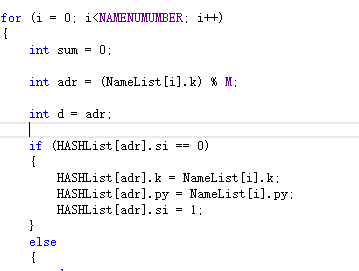 for (i = 0; i<NAMENUMUMBER; i++)
{
int sum = 0;
int adr = (NameList[i].k) % M;
int d = adr;
if (HASHList[adr].si == 0)
{
HASHList[adr].k = NameList[i].k;
HASHList[adr].py = NameList[i].py;
HASHList[adr].si = 1;
}
else
{